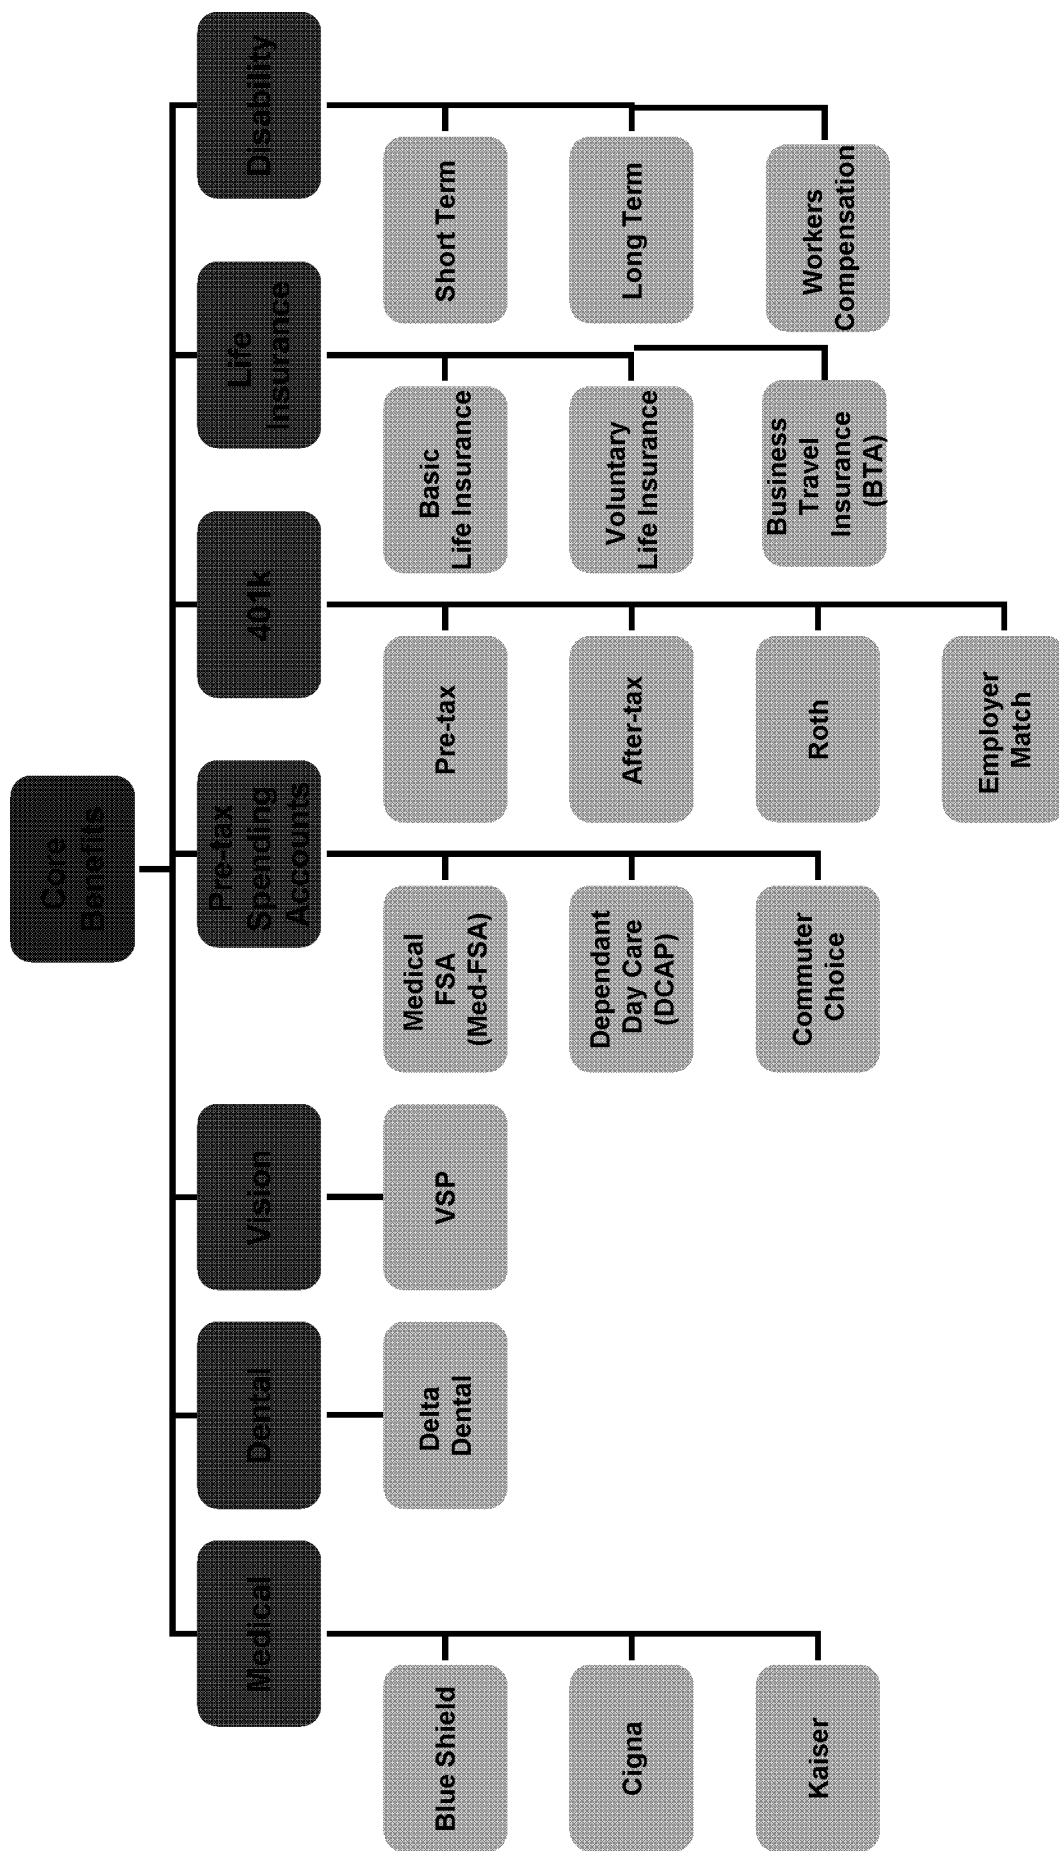 Core
Benefits
Medical
Dental
Vision
Pre-tax
Spending
Accounts
401k
Life
Insurance
Disability
Blue Shield
Cigna
Kaiser
Delta
Dental
VSP
Medical
FSA
(Med-FSA)
Dependant
Day Care
(DCAP)
Commuter
Choice
Pre-tax
After-tax
Roth
Employer
Match
Basic
Life Insurance
Voluntary
Life Insurance
Business
Travel
Insurance
(BTA)
Short Term
Long Term
Workers
Compensation